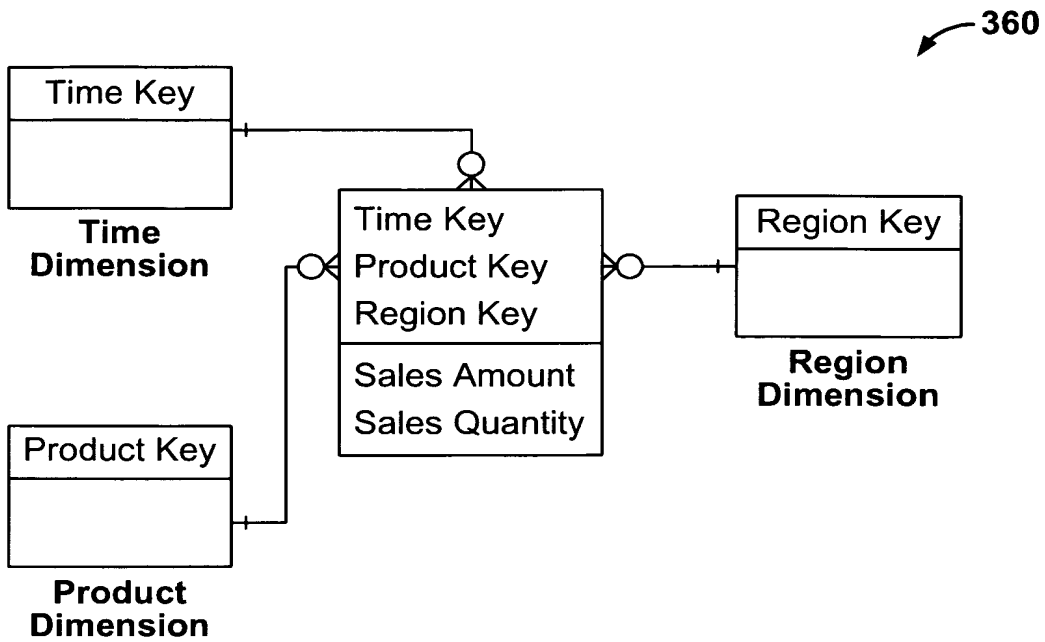 360
Time Key
Time
Dimension
Time Key
Product Key
Region Key
Sales Amount
Sales Quantity
Region Key
Region
Dimension
Product Key
Product
Dimension